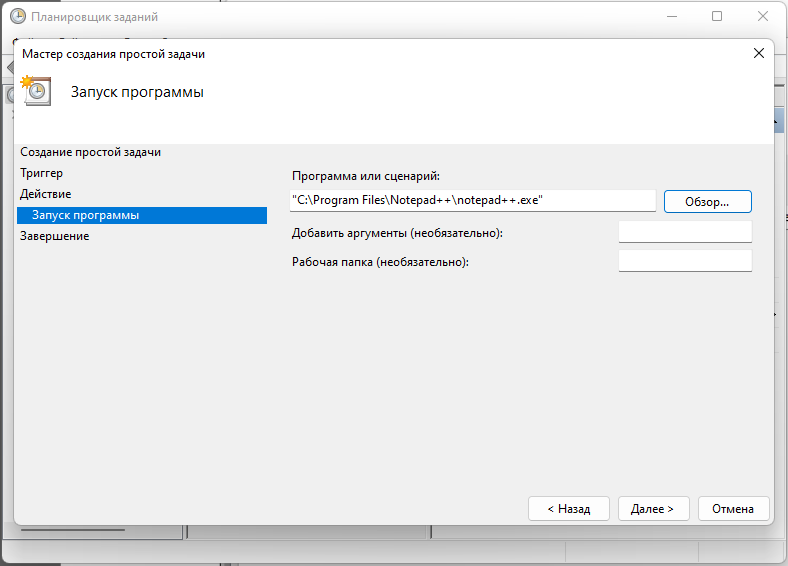 Планировщик заданий
Мастер создания простой задачи
Запуск программы
Создание простой задачи
Триггер
Действие
Запуск программы
Завершение
Программа или сценарий:
"C:\Program Files\Notepad++\notepad++.exe"
Обзор...
Добавить аргументы (необязательно):
Рабочая папка (необязательно):
< Назад
Далее >
Отмена